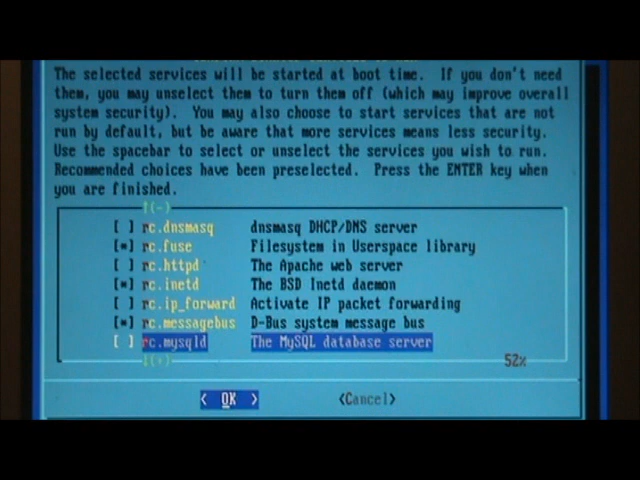 The selected services will be started at boot time. If you don't need
them, you may unselect them to turn them off (which may improve overall
system security). You may also choose to start services that are not
run by default, but be aware that more services means less security.
Use the spacebar to select or unselect the services you wish to run.
Recommended choices have been preselected. Press the ENTER key when
you are finished.
↑(-)
[ ] rc.dnsmasq dnsmasq DHCP/DNS server
[*] rc.fuse Filesystem in Userspace library
[ ] rc.httpd The Apache web server
[*] rc.inetd The BSD Inetd daemon
[ ] rc.ip_forward Activate IP packet forwarding
[*] rc.messagebus D-Bus system message bus
[ ] rc.mysqld The MySQL database server
↓(+) 52%
< OK > <Cancel>